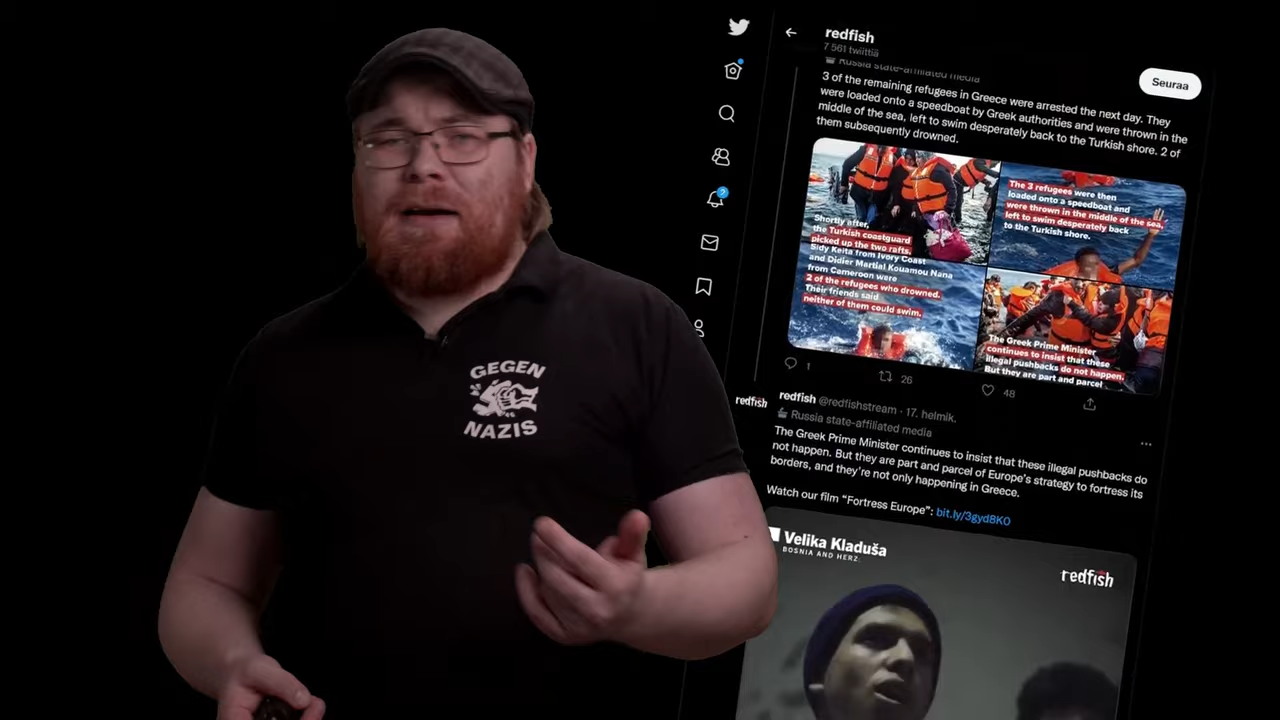 redfish
7 561 twiittiä
Russia state-affiliated media
Seuraa
3 of the remaining refugees in Greece were arrested the next day. They
were loaded onto a speedboat by Greek authorities and were thrown in the
middle of the sea, left to swim desperately back to the Turkish shore. 2 of
them subsequently drowned.
Shortly after,
the Turkish coastguard
picked up the two rafts.
Sidy Keita from Ivory Coast
and Didier Martial Kouamou Nana
from Cameroon were
2 of the refugees who drowned.
Their friends said
neither of them could swim.
The 3 refugees were then
loaded onto a speedboat and
were thrown in the middle of the sea,
left to swim desperately back
to the Turkish shore.
The Greek Prime Minister
continues to insist that these
illegal pushbacks do not happen.
But they are part and parcel
2
1
26
48
redfish
redfish @redfishstream · 17. helmik.
Russia state-affiliated media
The Greek Prime Minister continues to insist that these illegal pushbacks do
not happen. But they are part and parcel of Europe's strategy to fortress its
borders, and they're not only happening in Greece.
Watch our film “Fortress Europe”: bit.ly/3gyd8KO
Velika Kladuša
BOSNIA AND HERZ.
redfish
GEGEN
NAZIS